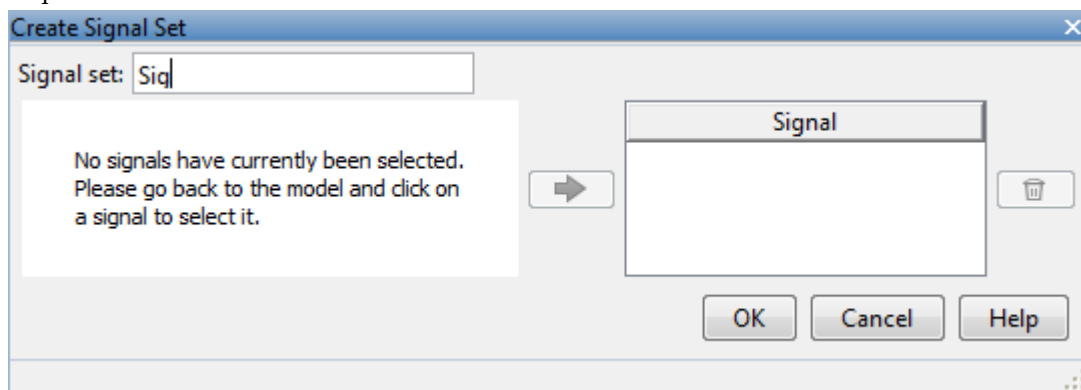 Create Signal Set
Signal set: Sig
No signals have currently been selected.
Please go back to the model and click on
a signal to select it.
Signal
OK Cancel Help